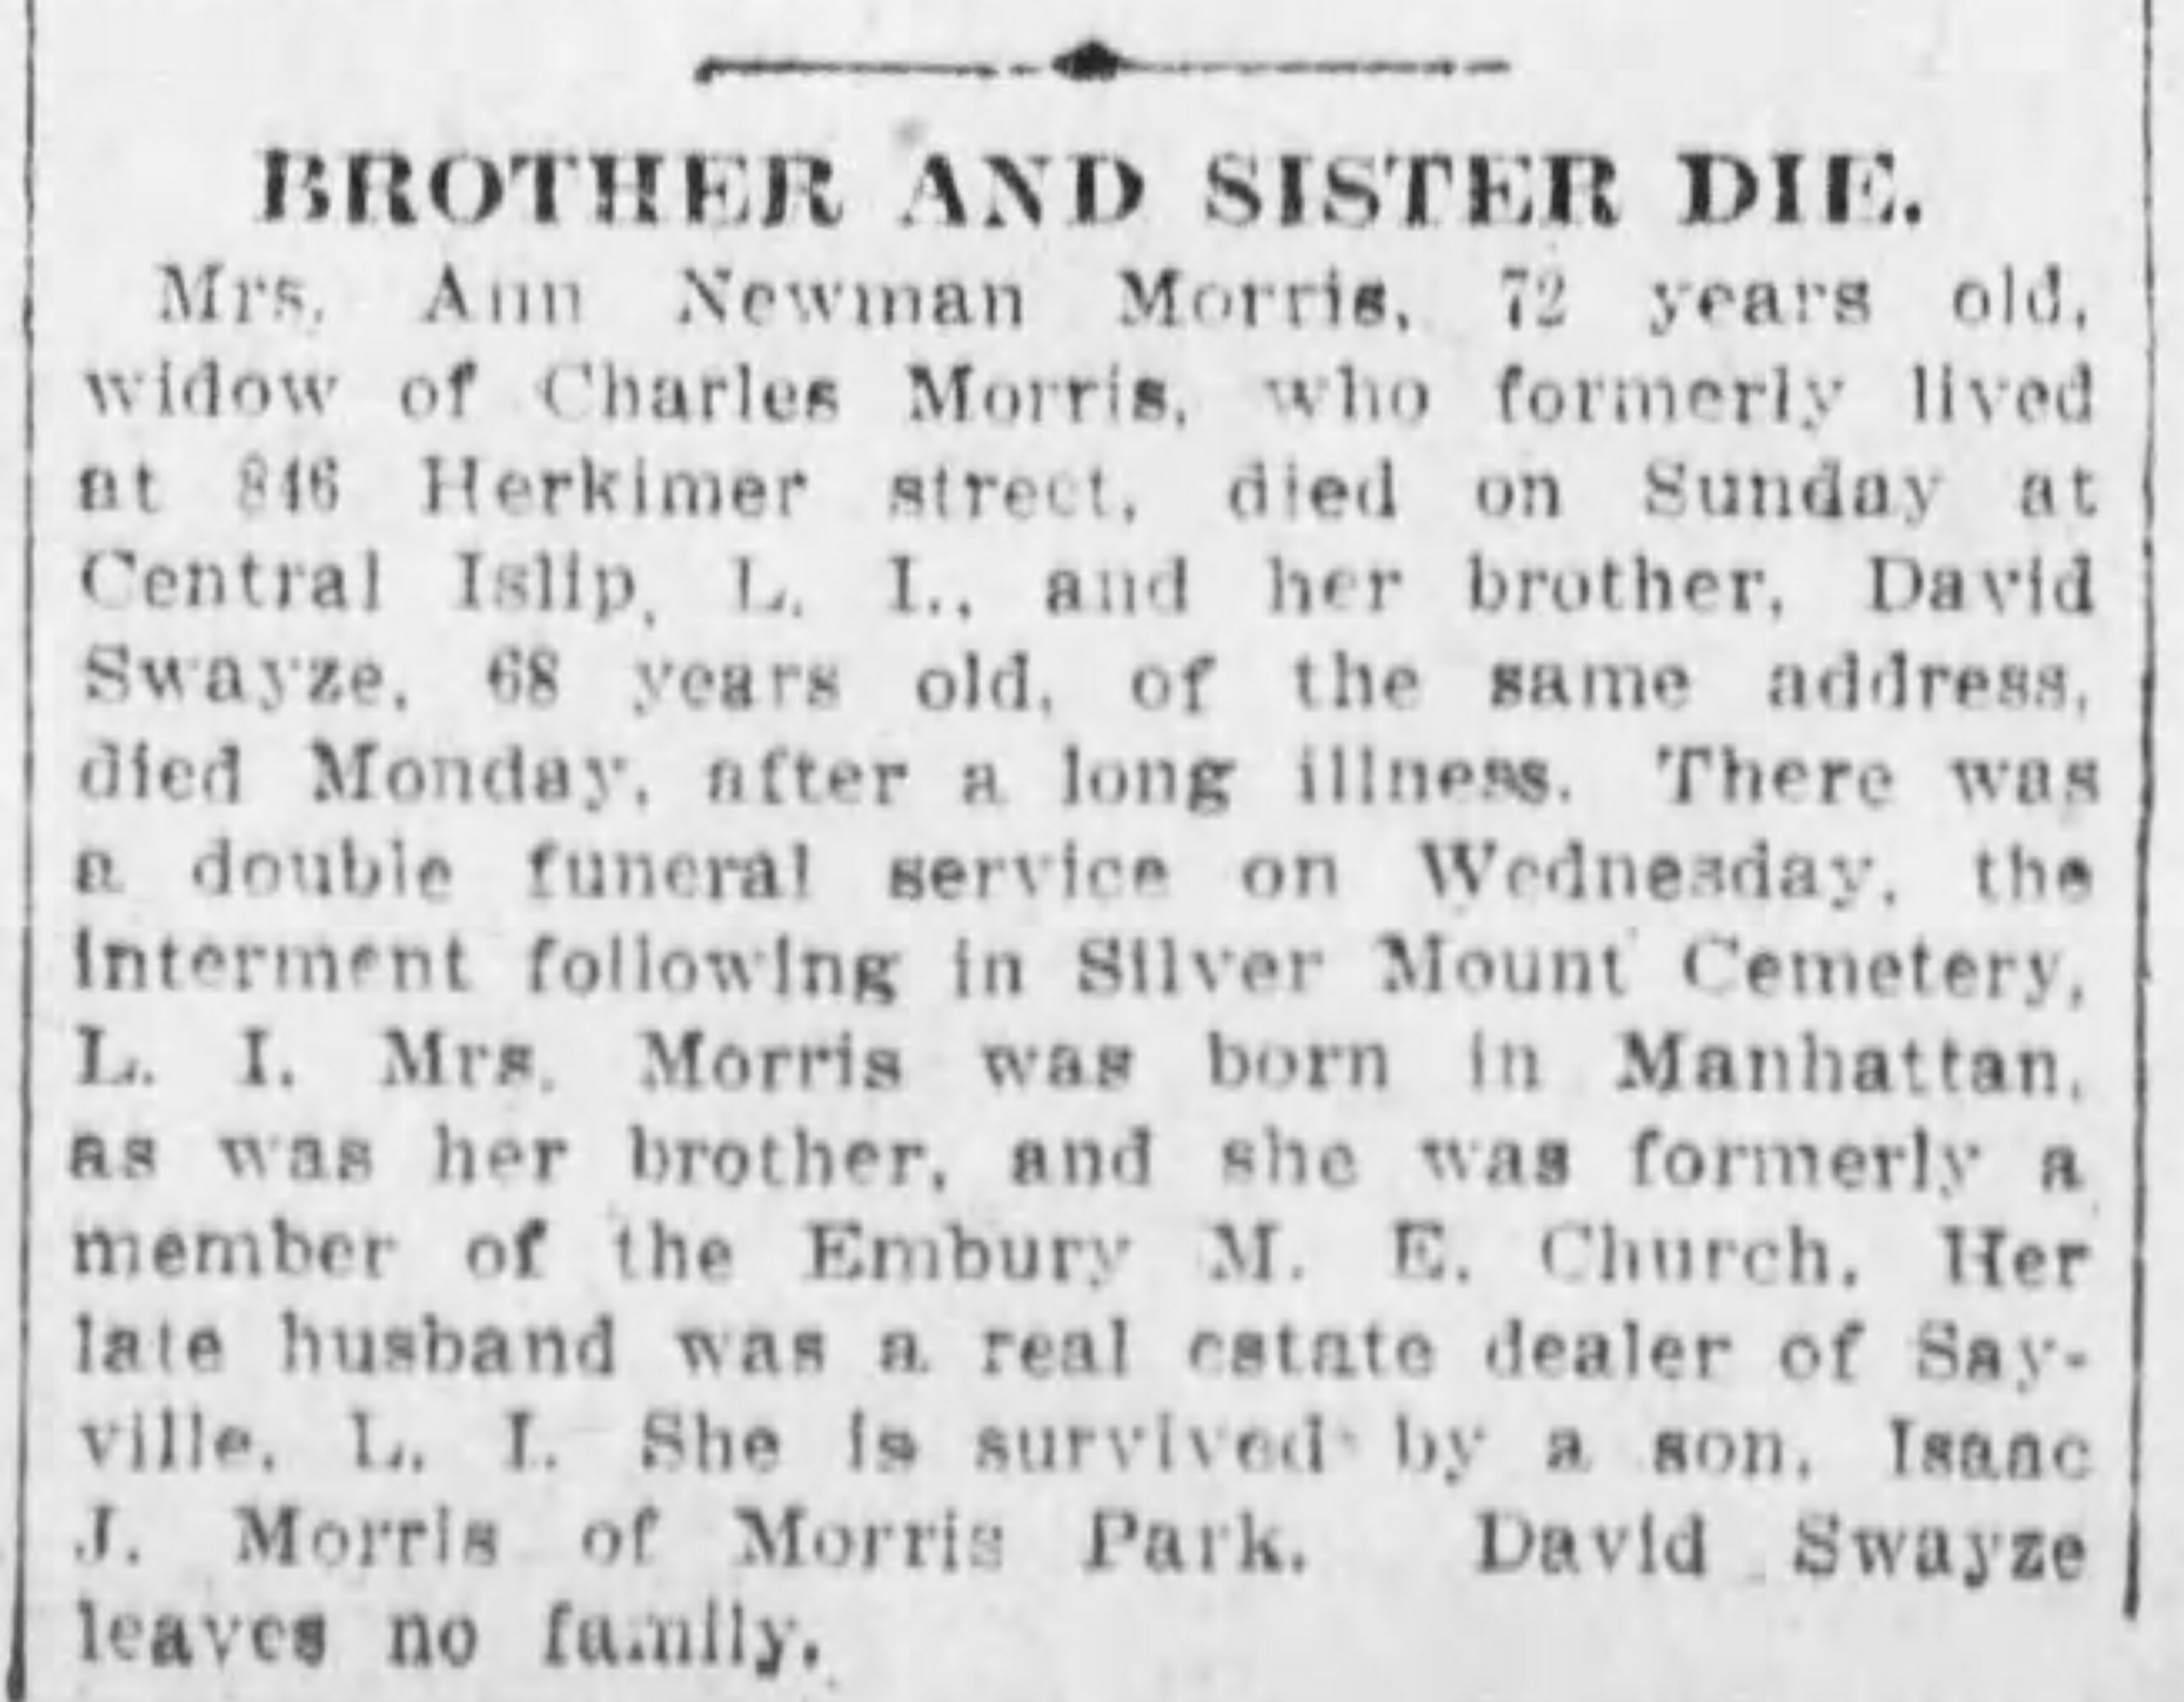 BROTHER AND SISTER DIE.
Mrs. Ann Newman Morris, 72 years old,
widow of Charles Morris, who formerly lived
at 846 Herkimer street, died on Sunday at
Central Islip, L. I., and her brother, David
Swayze, 68 years old, of the same address,
died Monday, after a long illness. There was
a double funeral service on Wednesday, the
interment following in Silver Mount Cemetery,
L. I. Mrs. Morris was born in Manhattan,
as was her brother, and she was formerly a
member of the Embury M. E. Church. Her
late husband was a real estate dealer of Say-
ville, L. I. She is survived by a son, Isaac
J. Morris of Morris Park. David Swayze
leaves no family.